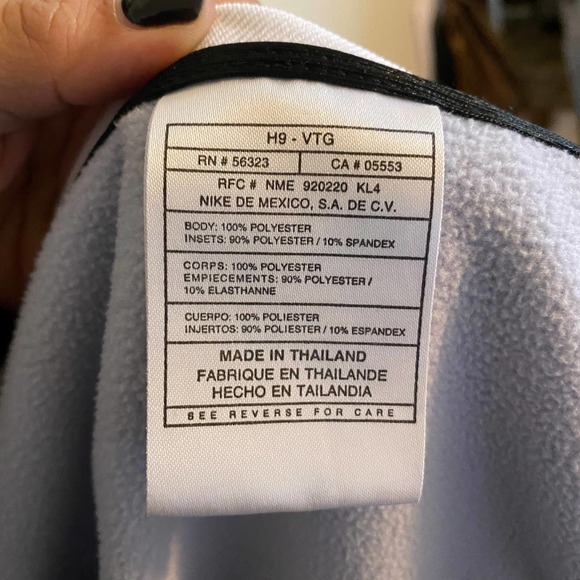 H9 - VTG
RN # 56323 CA # 05553
RFC # NME 920220 KL4
NIKE DE MEXICO, S.A. DE C.V.
BODY: 100% POLYESTER
INSETS: 90% POLYESTER / 10% SPANDEX
CORPS: 100% POLYESTER
EMPIECEMENTS: 90% POLYESTER /
10% ELASTHANNE
CUERPO: 100% POLIESTER
INJERTOS: 90% POLIESTER / 10% ESPANDEX
MADE IN THAILAND
FABRIQUE EN THAILANDE
HECHO EN TAILANDIA
SEE REVERSE FOR CARE